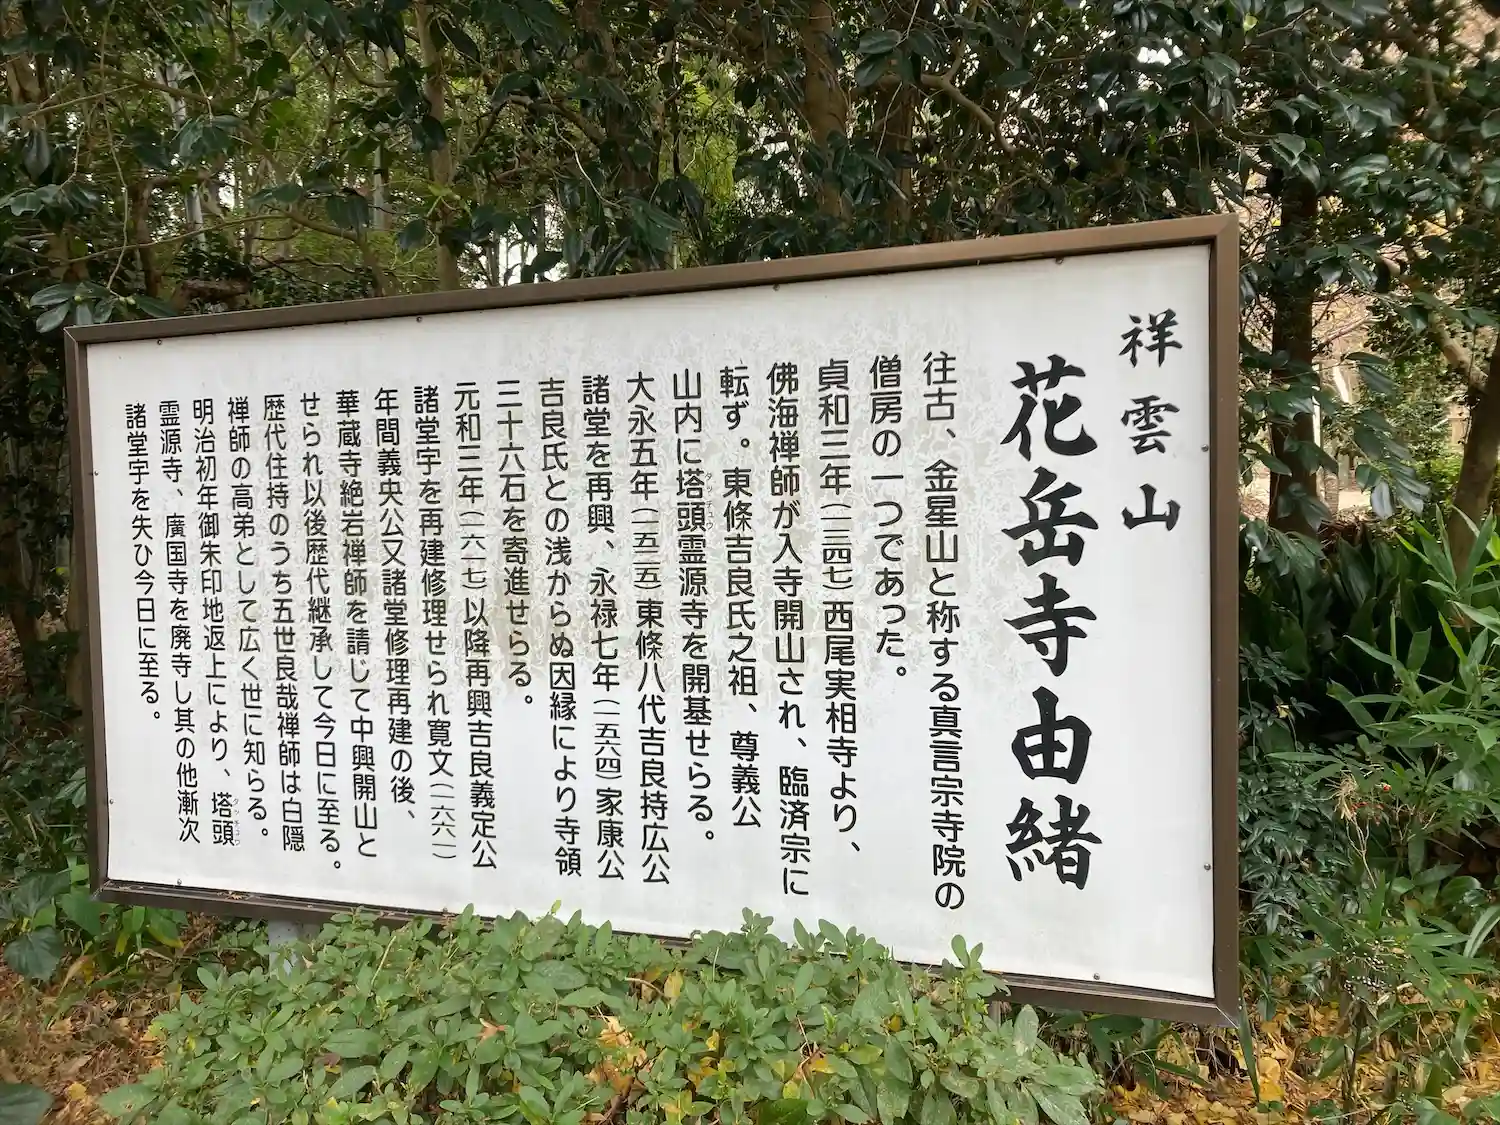 祥雲山
花岳寺由緒
往古、金星山と称する真言宗寺院の
僧房の一つであった。
貞和三年(一三四七)西尾実相寺より、
佛海禅師が入寺開山され、臨済宗に
転ず。東條吉良氏之祖、尊義公
山内に塔頭霊源寺を開基せらる。
大永五年(一五二五)東條八代吉良持広公
諸堂を再興、永禄七年(一五六四)家康公
吉良氏との浅からぬ因縁により寺領
三十六石を寄進せらる。
元和三年(一六一七)以降再興吉良義定公
諸堂宇を再建修理せられ寛文(一六六一)
年間義央公又諸堂修理再建の後、
華蔵寺絶岩禅師を請じて中興開山と
せられ以後歴代継承して今日に至る。
歴代住持のうち五世良哉禅師は白隠
禅師の高弟として広く世に知らる。
明治初年御朱印地返上により、塔頭
霊源寺、廣国寺を廃寺し其の他漸次
諸堂宇を失ひ今日に至る。